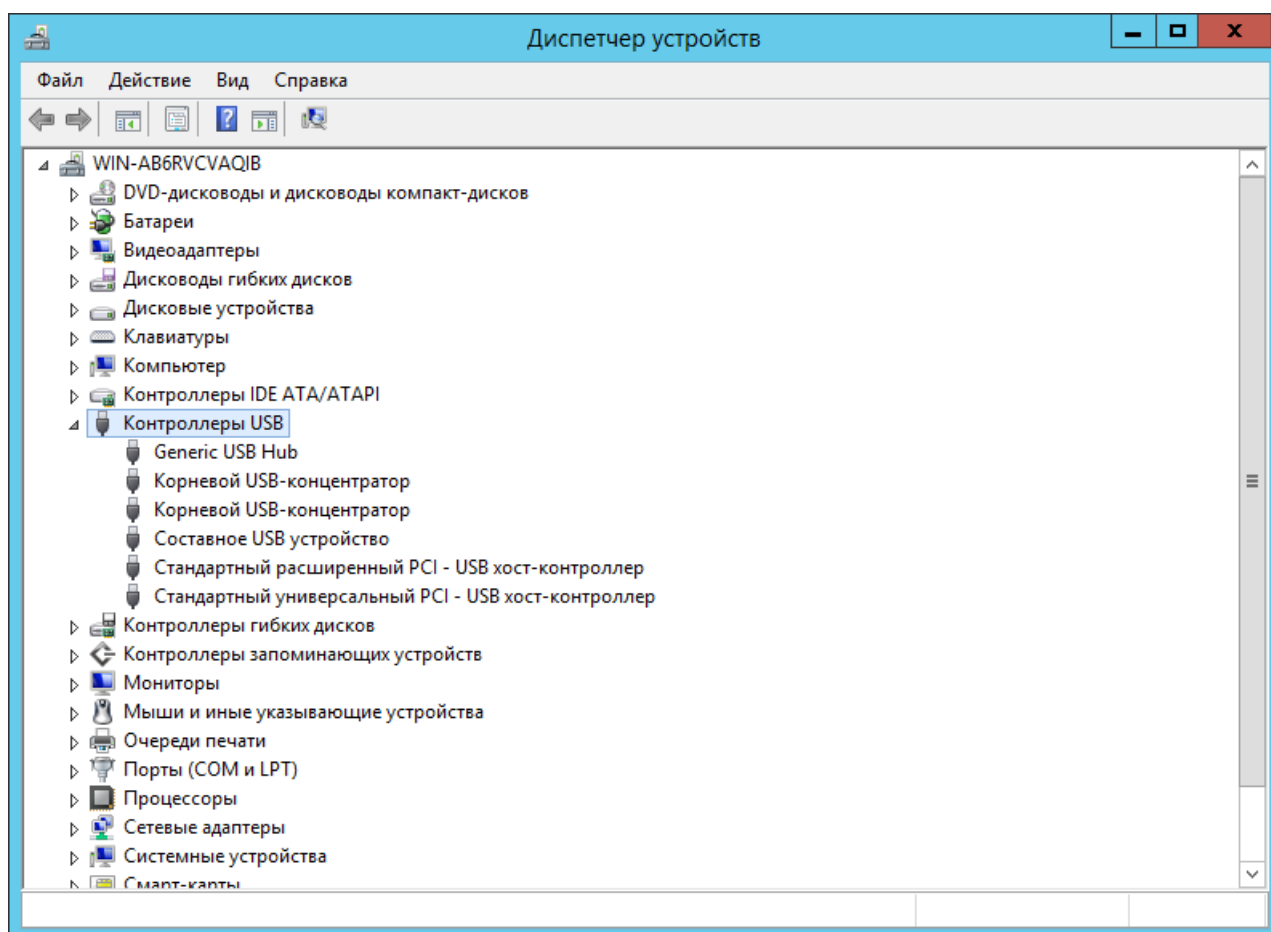 Диспетчер устройств
Файл Действие Вид Справка
WIN-AB6RVCVAQIB
DVD-дисководы и дисководы компакт-дисков
Батареи
Видеоадаптеры
Дисководы гибких дисков
Дисковые устройства
Клавиатуры
Компьютер
Контроллеры IDE ATA/ATAPI
Контроллеры USB
Generic USB Hub
Корневой USB-концентратор
Корневой USB-концентратор
Составное USB устройство
Стандартный расширенный PCI - USB хост-контроллер
Стандартный универсальный PCI - USB хост-контроллер
Контроллеры гибких дисков
Контроллеры запоминающих устройств
Мониторы
Мыши и иные указывающие устройства
Очереди печати
Порты (COM и LPT)
Процессоры
Сетевые адаптеры
Системные устройства
Смарт-карты